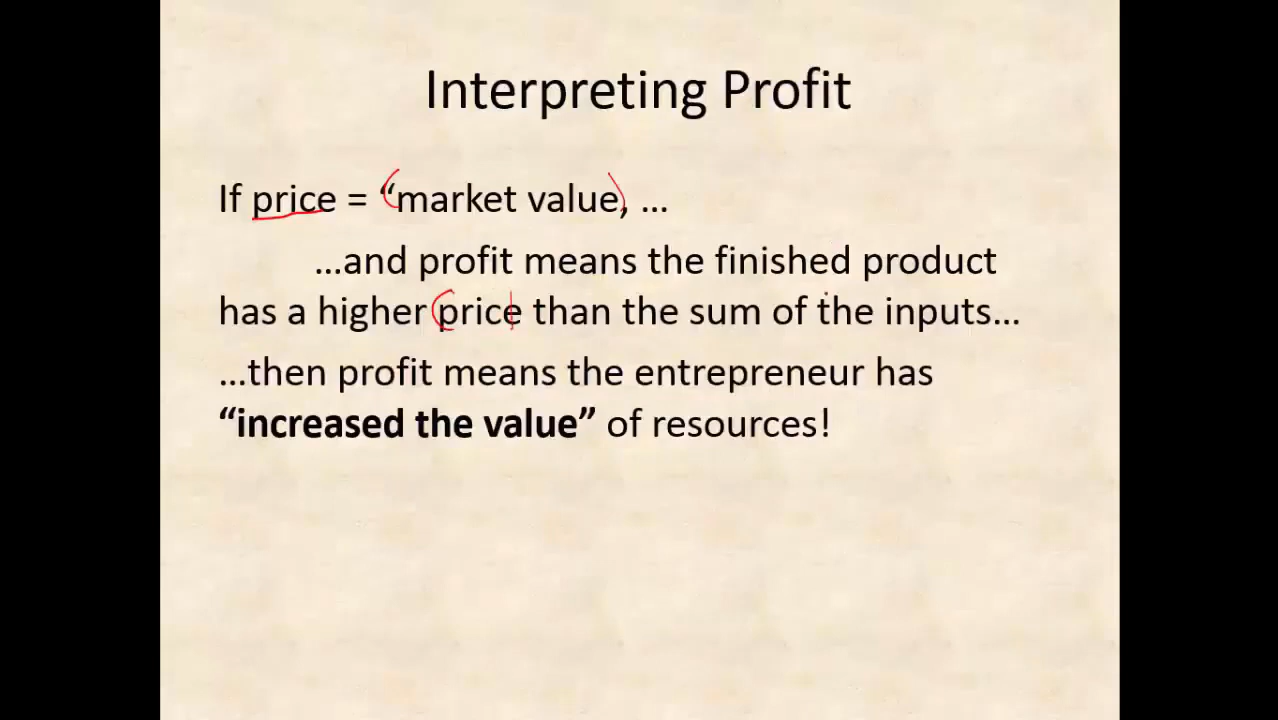 Interpreting Profit
If price = “market value, ...
...and profit means the finished product
has a higher price than the sum of the inputs...
...then profit means the entrepreneur has
“increased the value” of resources!